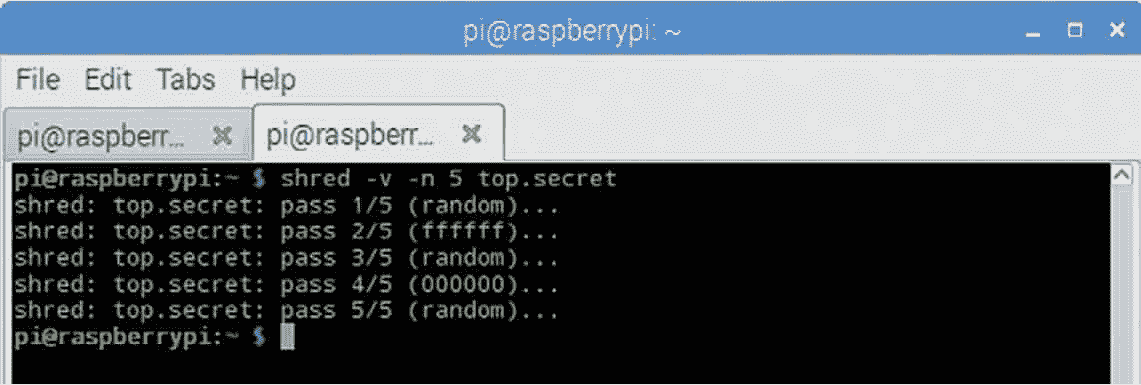 pi@raspberrypi: ~
File Edit Tabs Help
pi@raspberr... pi@raspberr...
pi@raspberrypi:~ $ shred -v -n 5 top.secret
shred: top.secret: pass 1/5 (random)...
shred: top.secret: pass 2/5 (ffffff)...
shred: top.secret: pass 3/5 (random)...
shred: top.secret: pass 4/5 (000000)...
shred: top.secret: pass 5/5 (random)...
pi@raspberrypi:~ $